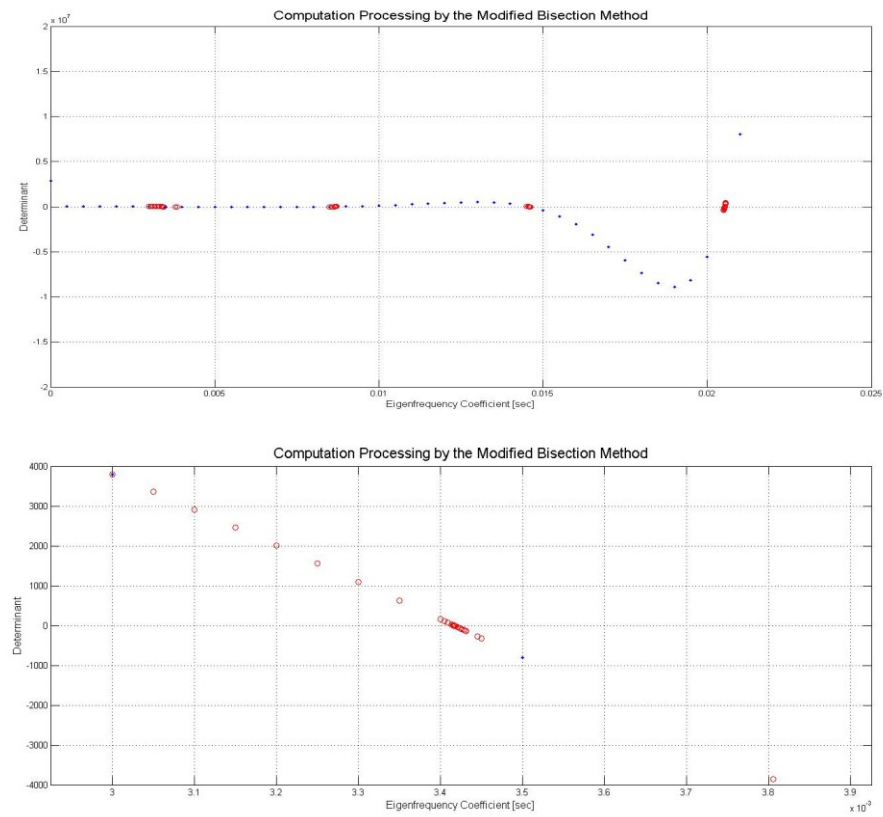 Computation Processing by the Modified Bisection Method
x 10⁷
2
1.5
1
0.5
0
-0.5
-1
-1.5
-2
Determinant
0 0.005 0.01 0.015 0.02 0.025
Eigenfrequency Coefficient [sec]
Computation Processing by the Modified Bisection Method
4000
3000
2000
1000
0
-1000
-2000
-3000
-4000
Determinant
3 3.1 3.2 3.3 3.4 3.5 3.6 3.7 3.8 3.9
Eigenfrequency Coefficient [sec]
x 10⁻³